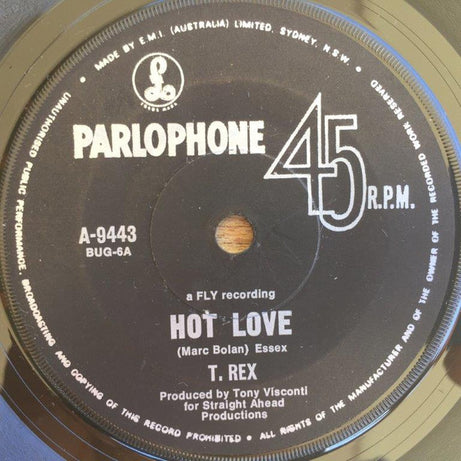 MADE BY E.M.I. (AUSTRALIA) LIMITED. SYDNEY, N.S.W.
TRADE MARK
PARLOPHONE
45 R.P.M.
A-9443
BUG-6A
a FLY recording
HOT LOVE
(Marc Bolan) Essex
T. REX
Produced by Tony Visconti
for Straight Ahead
Productions
UNAUTHORISED PUBLIC PERFORMANCE, BROADCASTING AND COPYING OF THIS RECORD PROHIBITED • ALL RIGHTS OF THE MANUFACTURER AND OF THE OWNER OF THE RECORDED WORK RESERVED